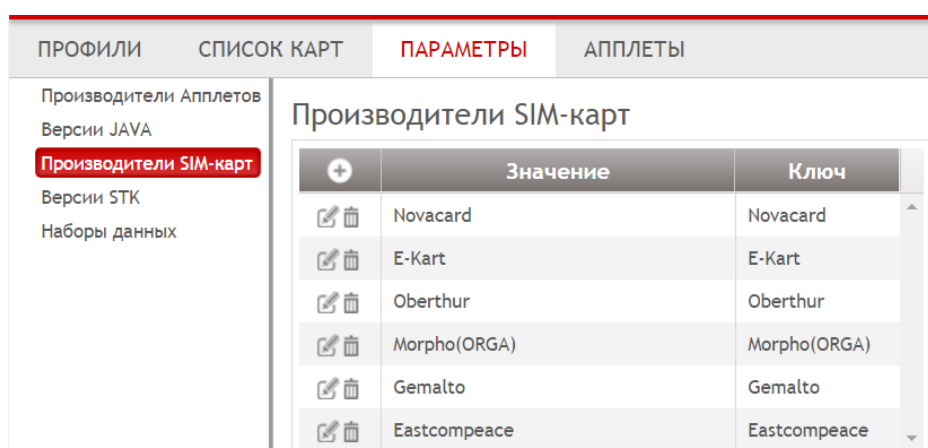 ПРОФИЛИ СПИСОК КАРТ ПАРАМЕТРЫ АППЛЕТЫ
Производители Апплетов
Версии JAVA
Производители SIM-карт
Версии STK
Наборы данных
Производители SIM-карт
Значение Ключ
Novacard Novacard
E-Kart E-Kart
Oberthur Oberthur
Morpho(ORGA) Morpho(ORGA)
Gemalto Gemalto
Eastcompeace Eastcompeace